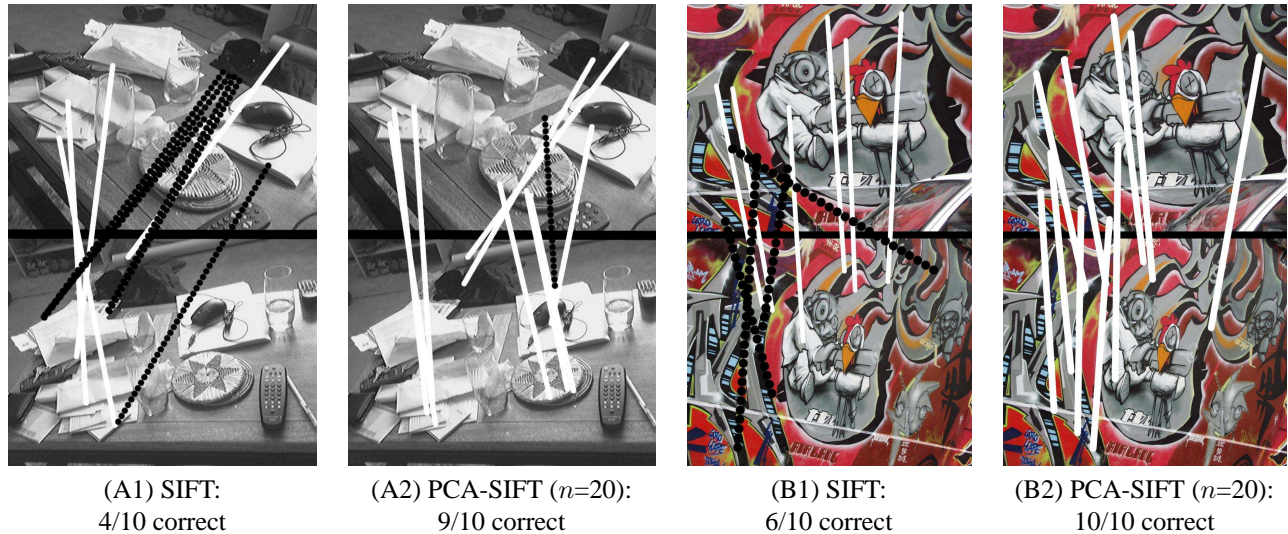 (A1) SIFT:
4/10 correct
(A2) PCA-SIFT (n=20):
9/10 correct
(B1) SIFT:
6/10 correct
(B2) PCA-SIFT (n=20):
10/10 correct